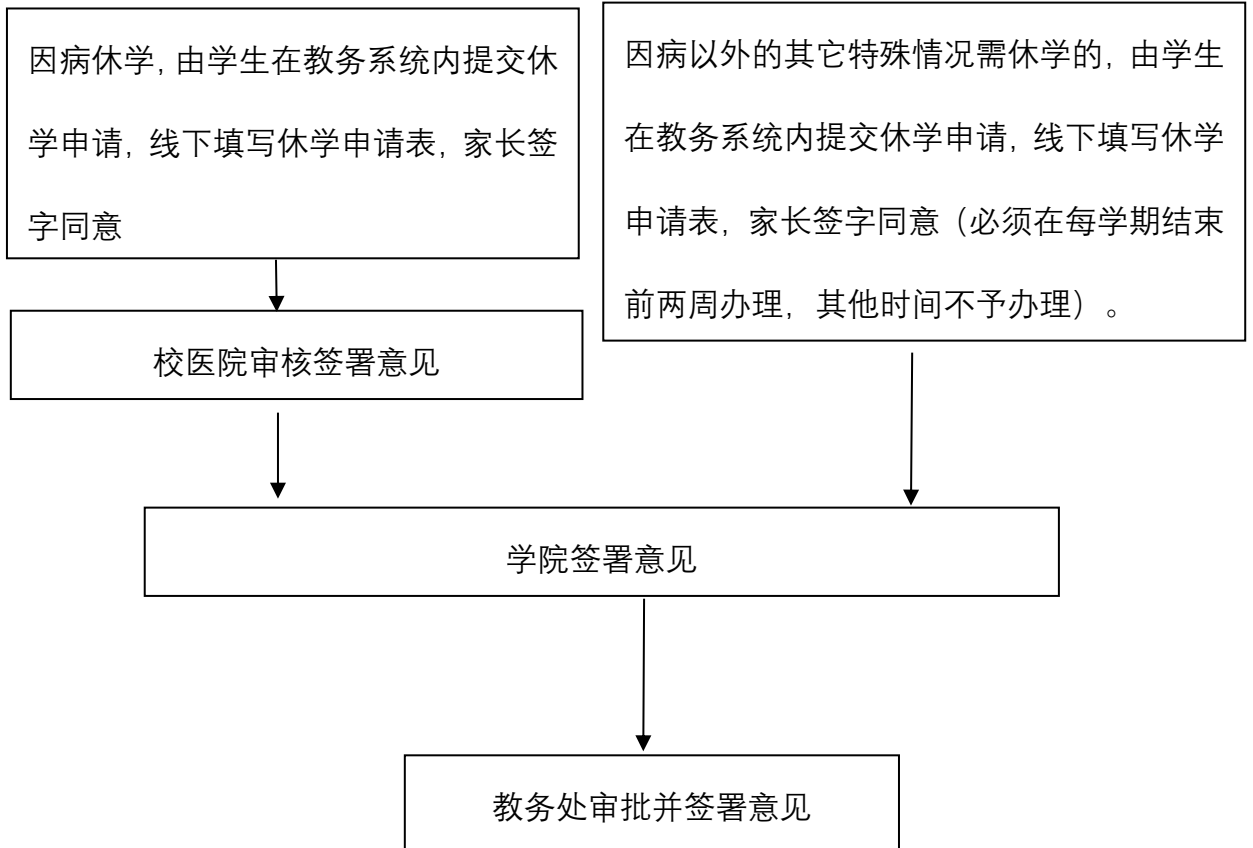 因病休学，由学生在教务系统内提交休
学申请，线下填写休学申请表，家长签
字同意
因病以外的其它特殊情况需休学的，由学生
在教务系统内提交休学申请，线下填写休学
申请表，家长签字同意（必须在每学期结束
前两周办理，其他时间不予办理）。
校医院审核签署意见
学院签署意见
教务处审批并签署意见